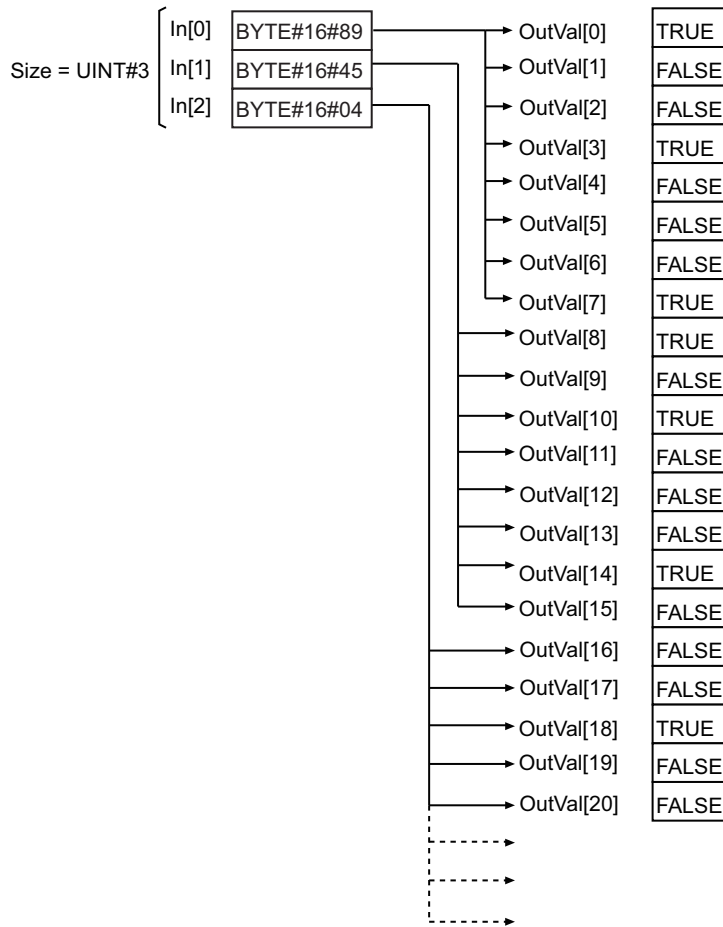 In[0] BYTE#16#89 OutVal[0] TRUE
Size = UINT#3 In[1] BYTE#16#45 OutVal[1] FALSE
In[2] BYTE#16#04 OutVal[2] FALSE
OutVal[3] TRUE
OutVal[4] FALSE
OutVal[5] FALSE
OutVal[6] FALSE
OutVal[7] TRUE
OutVal[8] TRUE
OutVal[9] FALSE
OutVal[10] TRUE
OutVal[11] FALSE
OutVal[12] FALSE
OutVal[13] FALSE
OutVal[14] TRUE
OutVal[15] FALSE
OutVal[16] FALSE
OutVal[17] FALSE
OutVal[18] TRUE
OutVal[19] FALSE
OutVal[20] FALSE